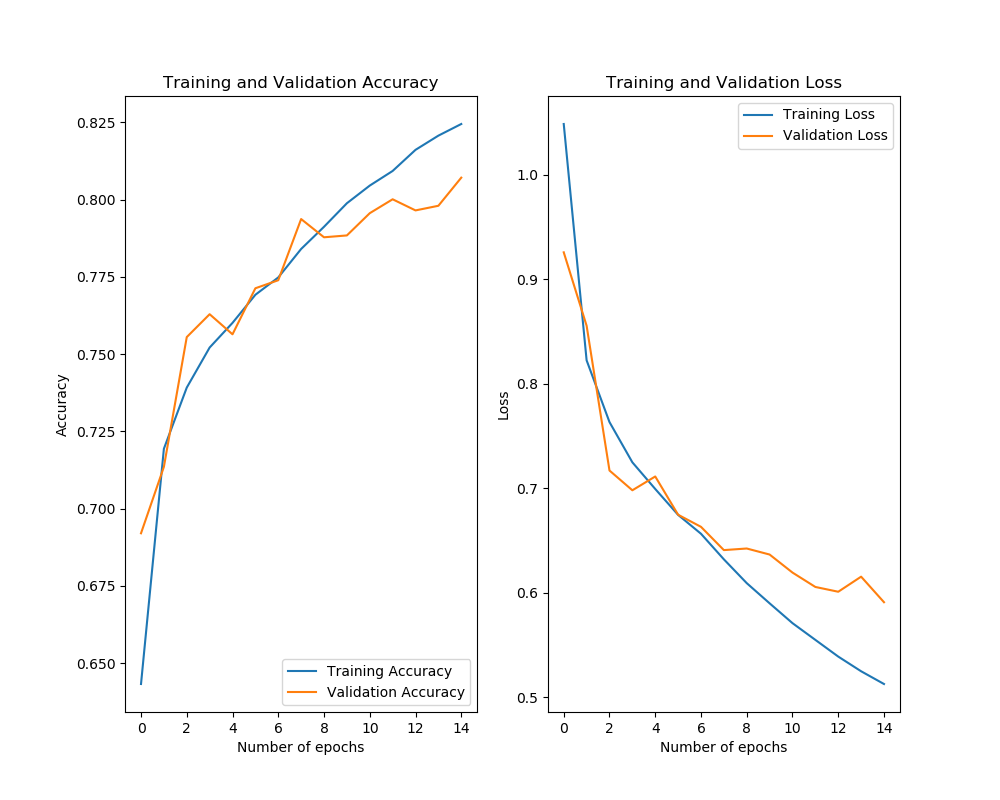 Training and Validation Accuracy
0.825
0.800
0.775
0.750
0.725
0.700
0.675
0.650
Accuracy
Training Accuracy
Validation Accuracy
0 2 4 6 8 10 12 14
Number of epochs
Training and Validation Loss
Training Loss
Validation Loss
1.0
0.9
0.8
0.7
0.6
0.5
Loss
0 2 4 6 8 10 12 14
Number of epochs